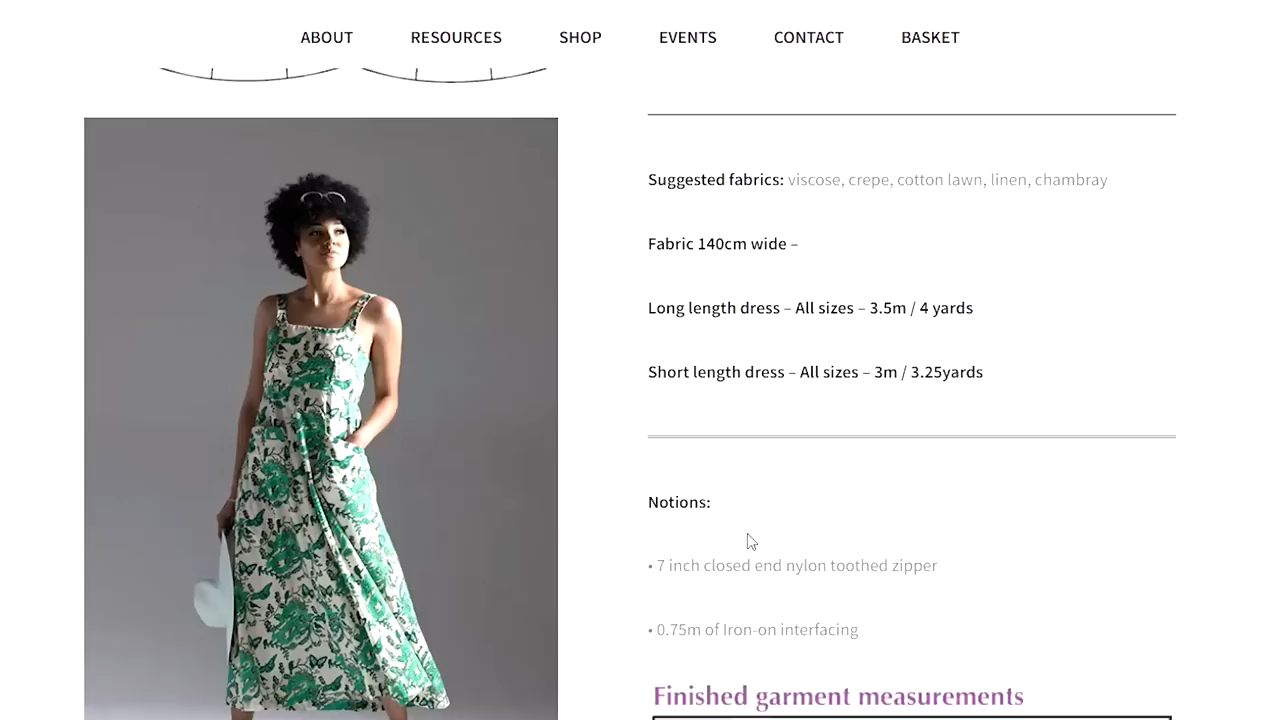 ABOUT RESOURCES SHOP EVENTS CONTACT BASKET
Suggested fabrics: viscose, crepe, cotton lawn, linen, chambray
Fabric 140cm wide –
Long length dress – All sizes – 3.5m / 4 yards
Short length dress – All sizes – 3m / 3.25yards
Notions:
• 7 inch closed end nylon toothed zipper
• 0.75m of Iron-on interfacing
Finished garment measurements